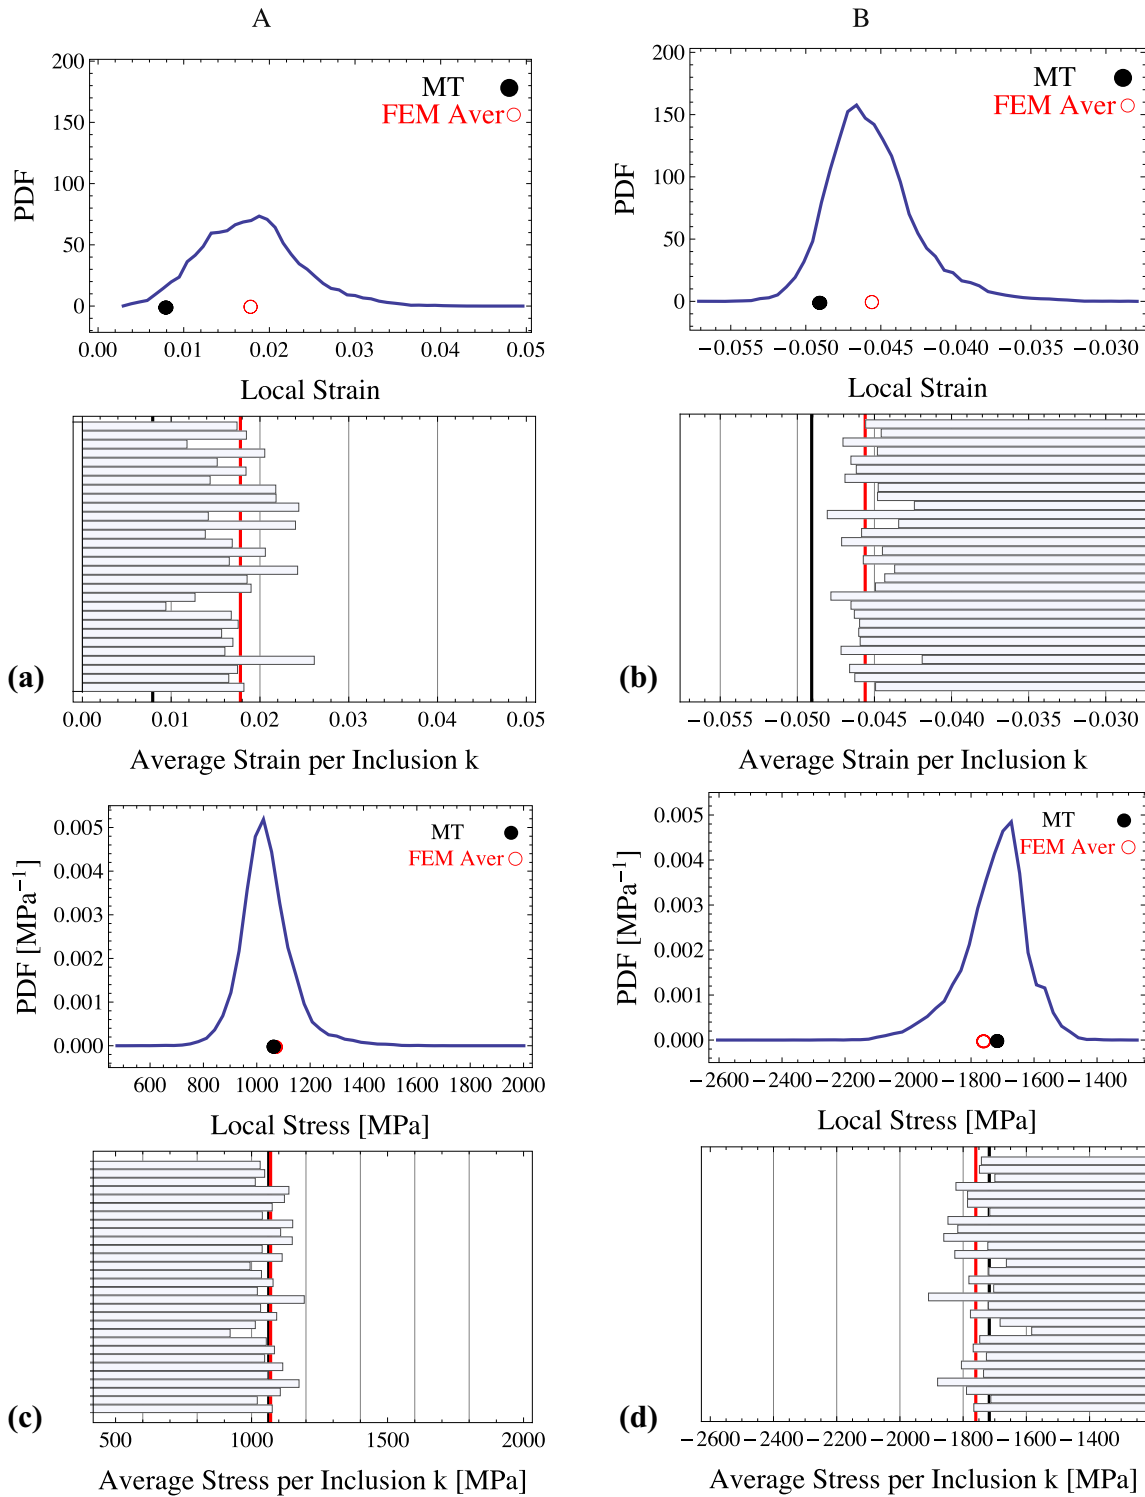 A B
200
150
100
50
0
PDF
MT
FEM Aver
0.00 0.01 0.02 0.03 0.04 0.05
Local Strain
200
150
100
50
0
PDF
MT
FEM Aver
−0.055 −0.050 −0.045 −0.040 −0.035 −0.030
Local Strain
(a)
0.00 0.01 0.02 0.03 0.04 0.05
Average Strain per Inclusion k
(b)
−0.055 −0.050 −0.045 −0.040 −0.035 −0.030
Average Strain per Inclusion k
0.005
0.004
0.003
0.002
0.001
0.000
PDF [MPa⁻¹]
MT
FEM Aver
600 800 1000 1200 1400 1600 1800 2000
Local Stress [MPa]
0.005
0.004
0.003
0.002
0.001
0.000
PDF [MPa⁻¹]
MT
FEM Aver
−2600 −2400 −2200 −2000 −1800 −1600 −1400
Local Stress [MPa]
(c)
500 1000 1500 2000
Average Stress per Inclusion k [MPa]
(d)
−2600 −2400 −2200 −2000 −1800 −1600 −1400
Average Stress per Inclusion k [MPa]